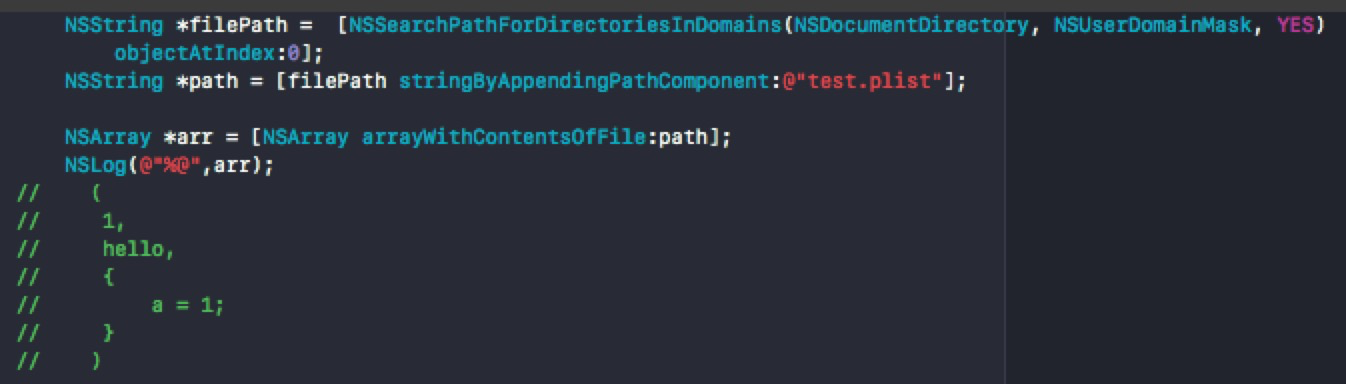 NSString *filePath =  [NSSearchPathForDirectoriesInDomains(NSDocumentDirectory, NSUserDomainMask, YES)
        objectAtIndex:0];
    NSString *path = [filePath stringByAppendingPathComponent:@"test.plist"];
    NSArray *arr = [NSArray arrayWithContentsOfFile:path];
    NSLog(@"%@",arr);
//    (
//     1,
//     hello,
//     {
//         a = 1;
//     }
//    )